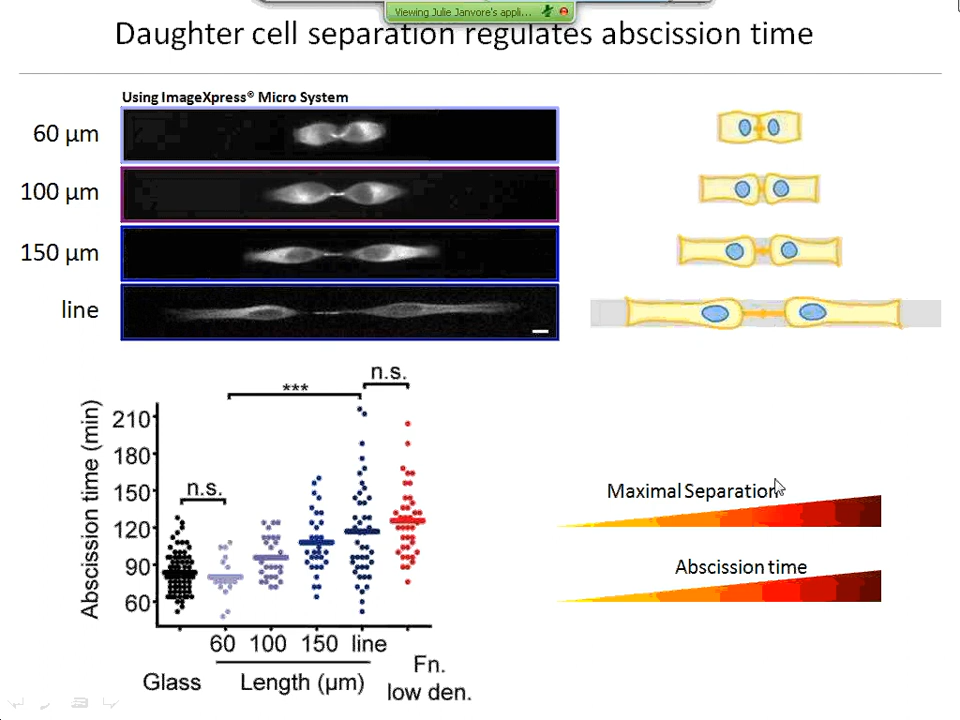 Viewing Julie Janvore's appli...
Daughter cell separation regulates abscission time
Using ImageXpress® Micro System
60 µm
100 µm
150 µm
line
n.s.
***
n.s.
Abscission time (min)
210
180
150
120
90
60
60 100 150 line
Glass
Length (µm)
Fn.
low den.
Maximal Separation
Abscission time